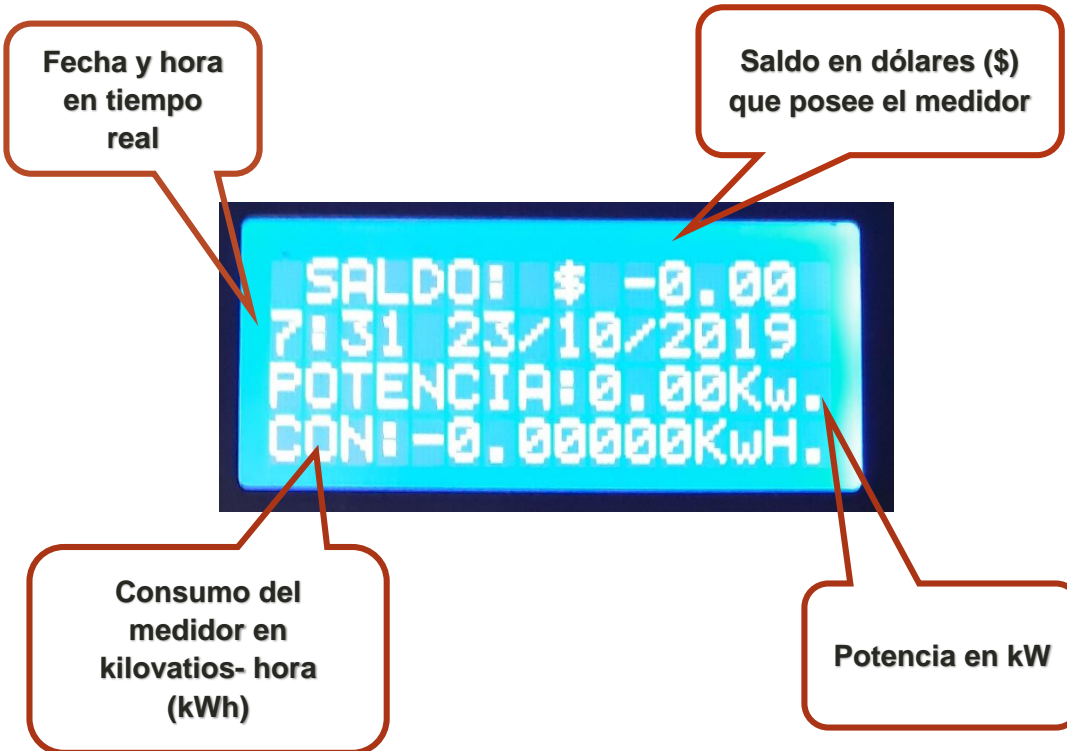 Fecha y hora
en tiempo
real
Saldo en dólares ($)
que posee el medidor
SALDO: $ -0.00
7:31 23/10/2019
POTENCIA:0.00Kw.
CON:-0.00000KwH.
Consumo del
medidor en
kilovatios- hora
(kWh)
Potencia en kW